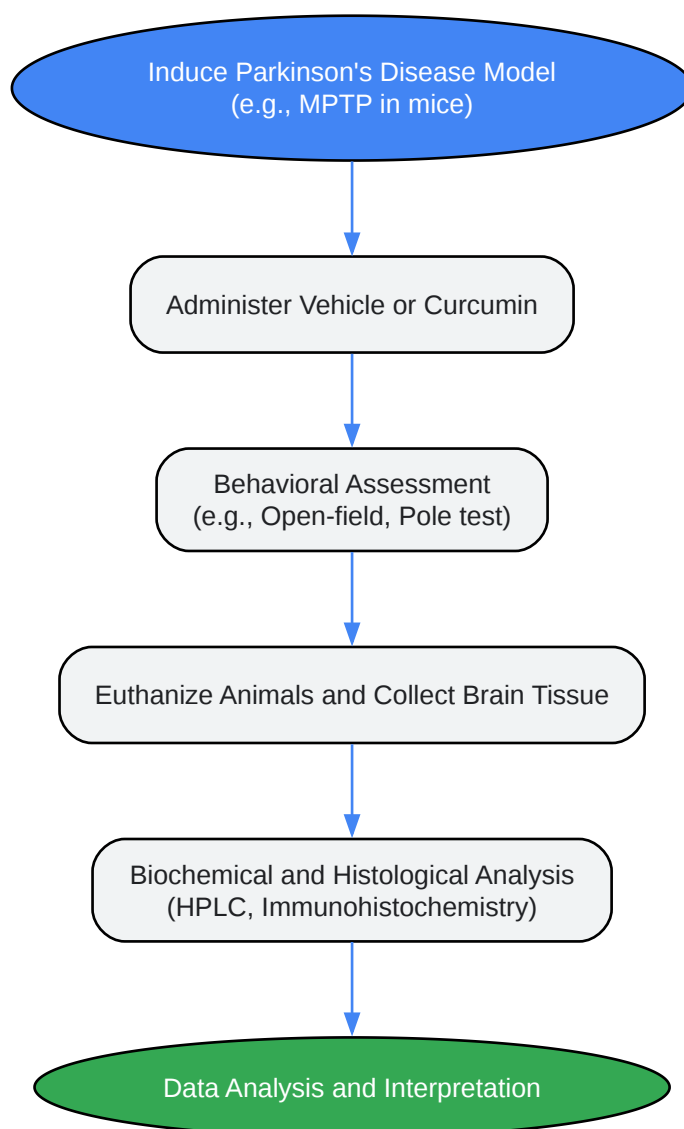 Induce Parkinson's Disease Model
(e.g., MPTP in mice)
Administer Vehicle or Curcumin
Behavioral Assessment
(e.g., Open-field, Pole test)
Euthanize Animals and Collect Brain Tissue
Biochemical and Histological Analysis
(HPLC, Immunohistochemistry)
Data Analysis and Interpretation